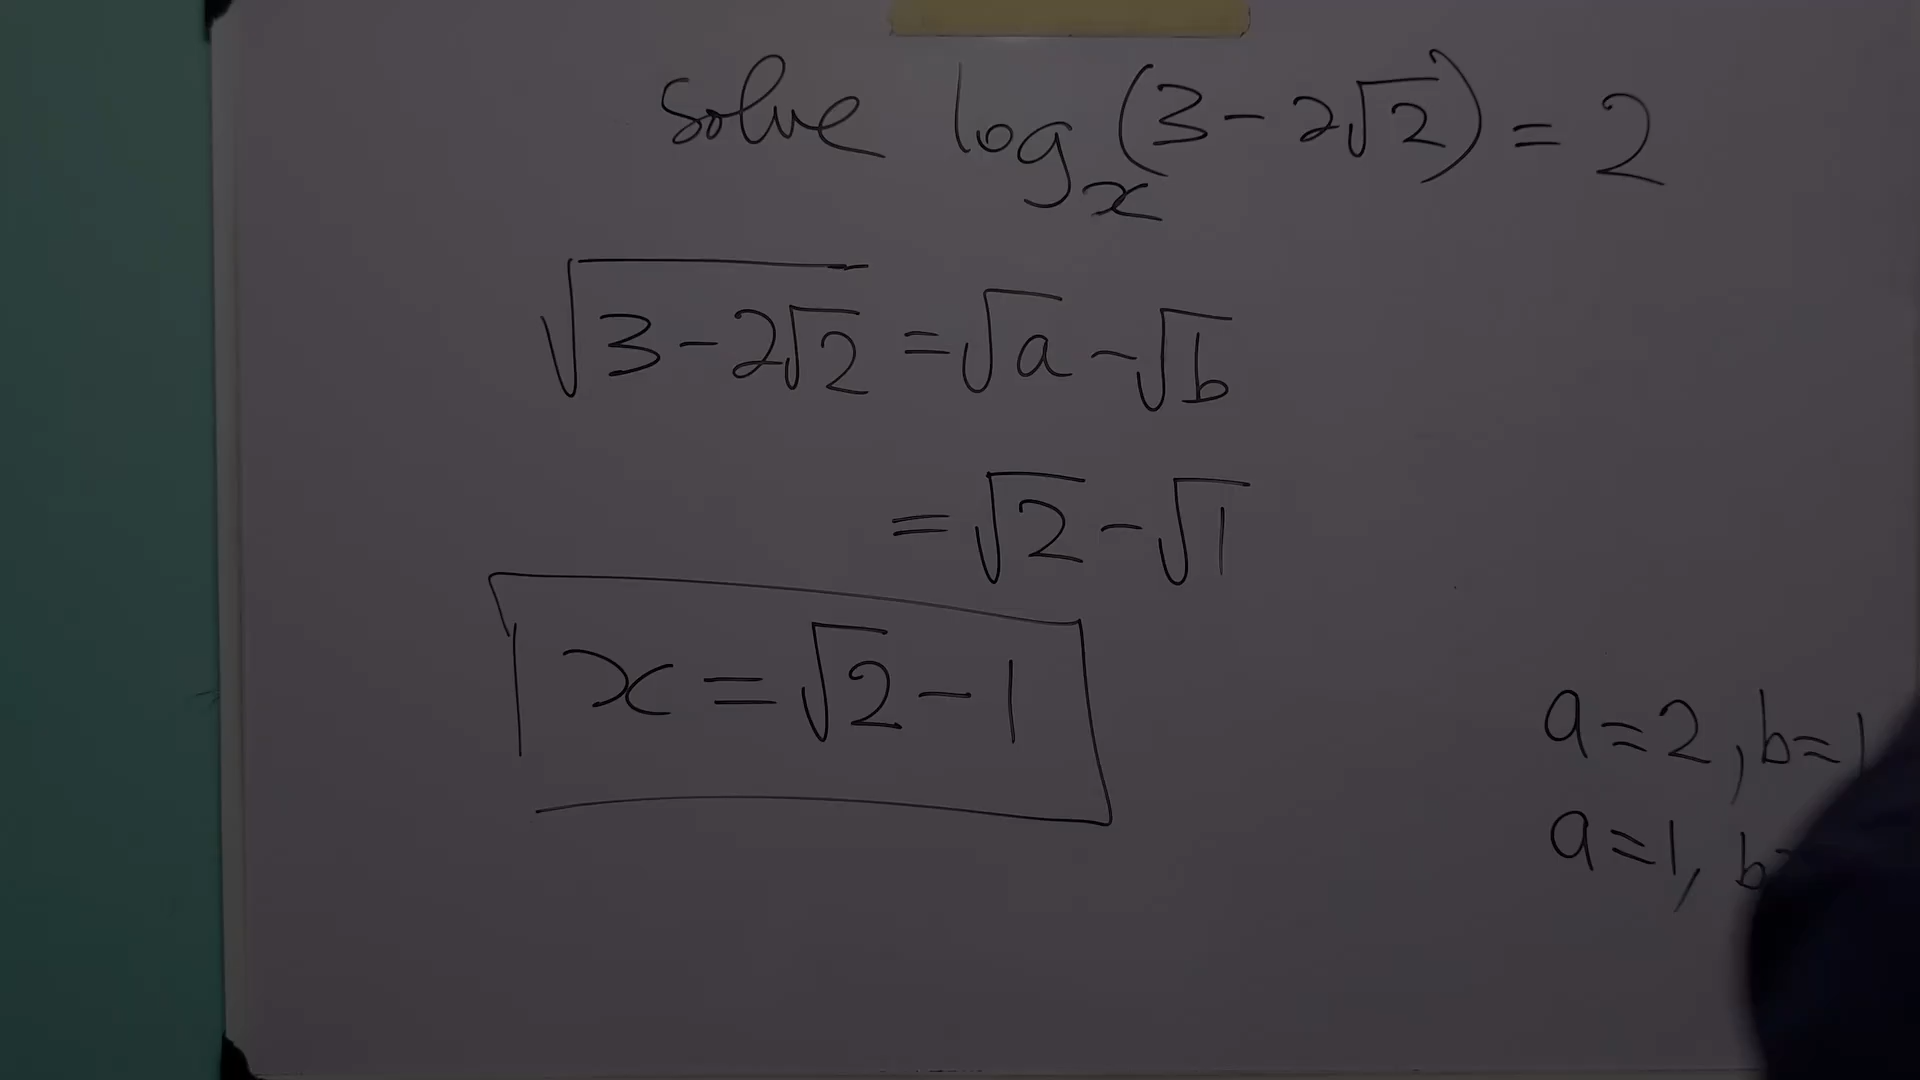 solve log_x (3 - 2√2) = 2
√(3 - 2√2) = √a - √b
= √2 - √1
x = √2 - 1
a = 2, b = 1
a = 1, b